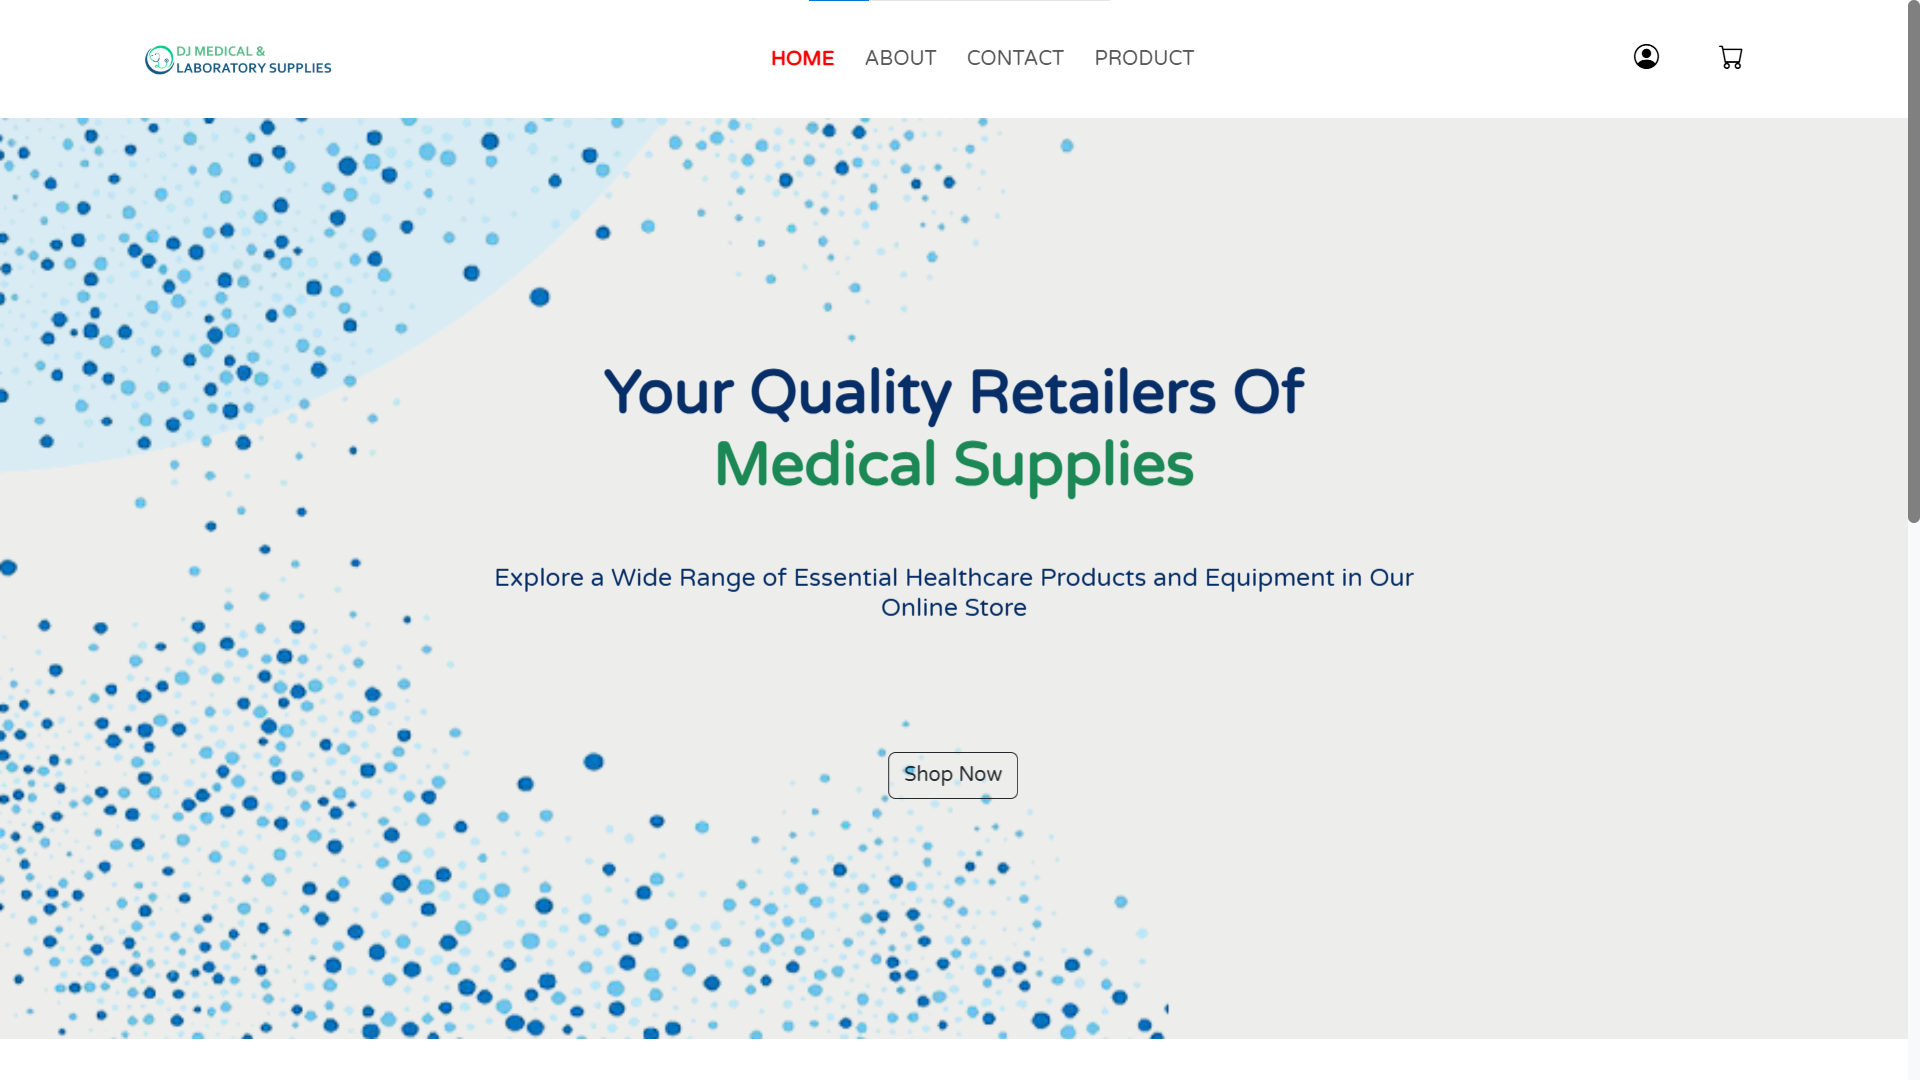 DJ MEDICAL &
LABORATORY SUPPLIES
HOME
ABOUT
CONTACT
PRODUCT
Your Quality Retailers Of
Medical Supplies
Explore a Wide Range of Essential Healthcare Products and Equipment in Our
Online Store
Shop Now